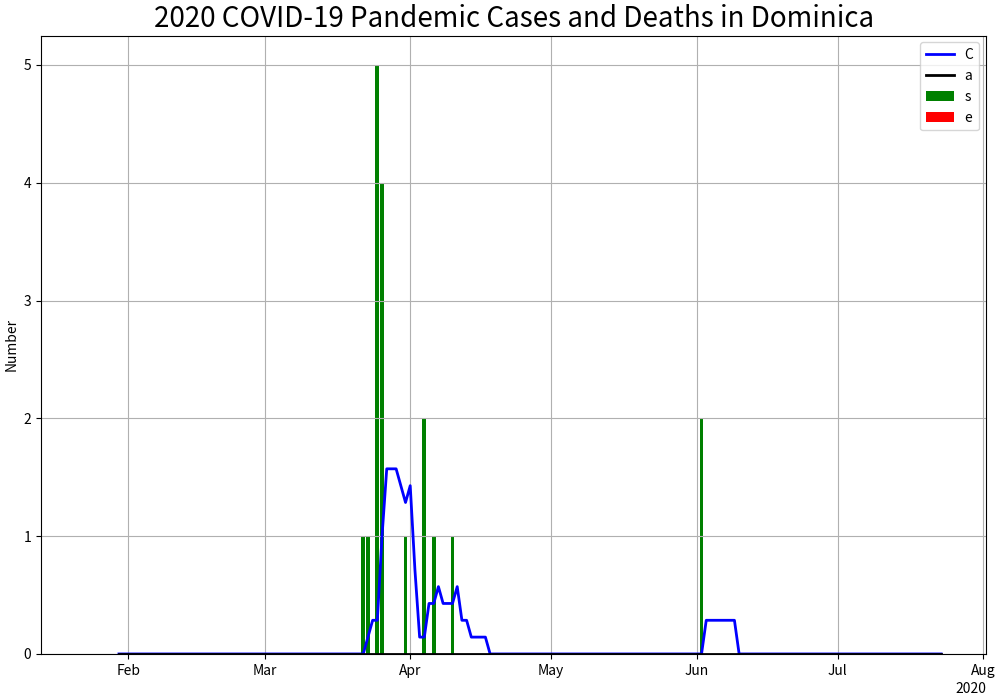 2020 COVID-19 Pandemic Cases and Deaths in Dominica
C
a
s
e
Number
5
4
3
2
1
0
Feb
Mar
Apr
May
Jun
Jul
Aug
2020